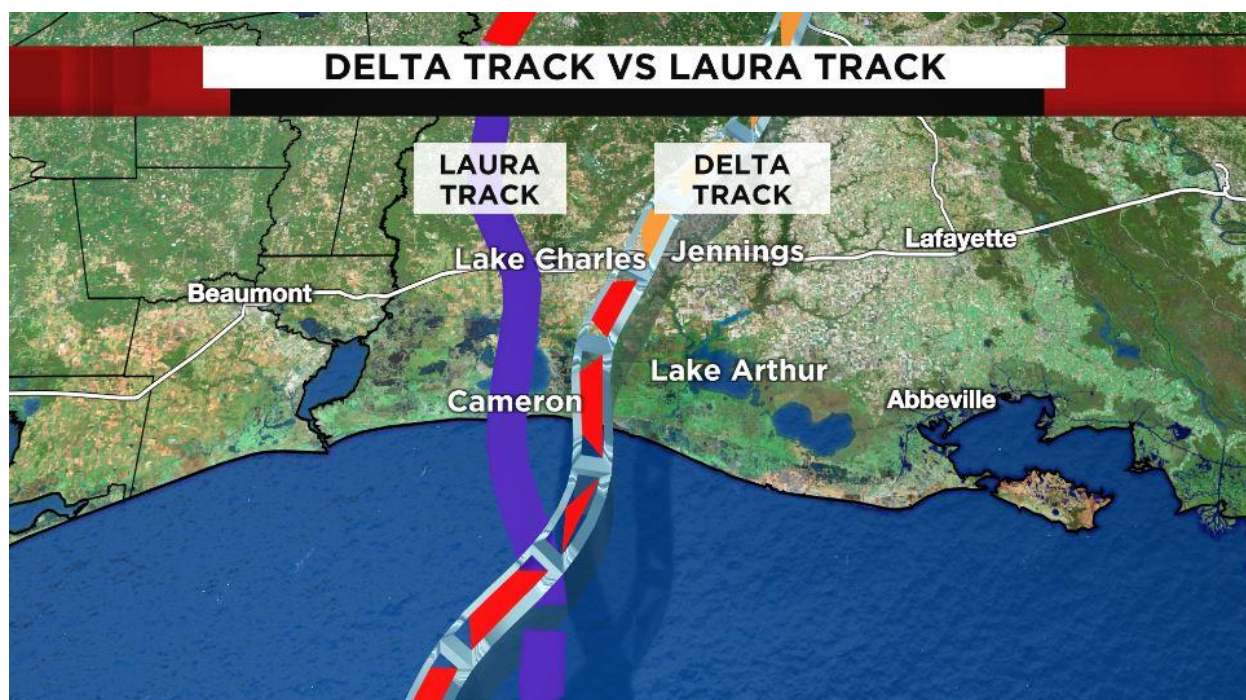 DELTA TRACK VS LAURA TRACK
LAURA
TRACK
DELTA
TRACK
Lake Charles
Jennings
Lafayette
Beaumont
Lake Arthur
Cameron
Abbeville